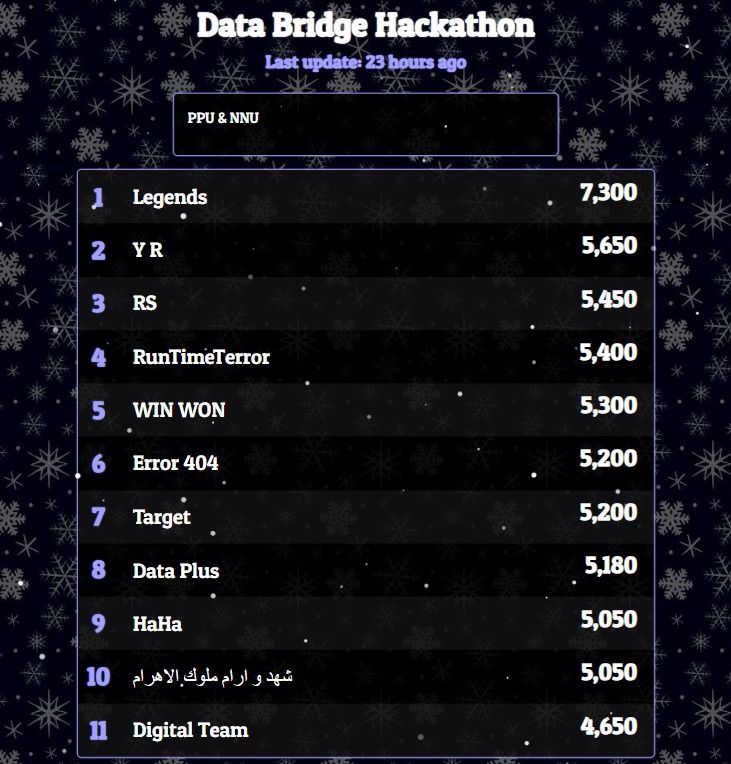 Data Bridge Hackathon
Last update: 23 hours ago
PPU & NNU
1 Legends 7,300
2 Y R 5,650
3 RS 5,450
4 RunTimeTerror 5,400
5 WIN WON 5,300
6 Error 404 5,200
7 Target 5,200
8 Data Plus 5,180
9 HaHa 5,050
10 شهد و ارام ملوك الاهرام 5,050
11 Digital Team 4,650